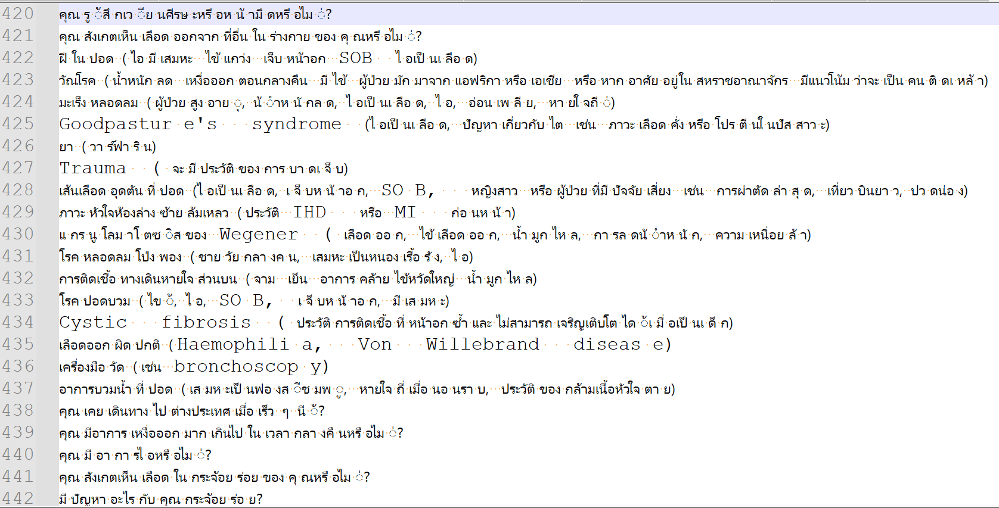 420 คุณ รู ้สึ กเว ียนศีรษ ะหรื อห น้ ามื ดหรื อไม ่?
421 คุณ สังเกตเห็น เลือด ออกจาก ที่อื่น ใน ร่างกาย ของ คุ ณหรื อไม ่?
422 ฝี ใน ปอด ( ไอ มี เสมหะ ไข้ แกว่ง เจ็บ หน้าอก SOB ไ อเป็ นเ ลือ ด)
423 วัณโรค ( น้ำหนัก ลด เหงื่อออก ตอนกลางคืน มี ไข้ ผู้ป่วย มัก มาจาก แอฟริกา หรือ เอเชีย หรือ หาก อาศัย อยู่ใน สหราชอาณาจักร มีแนวโน้ม ว่าจะ เป็น คน ติ ดเ หล้ า)
424 มะเร็ง หลอดลม ( ผู้ป่วย สูง อาย ุ, น้ ำห นั กล ด, ไ อเป็ นเ ลือ ด, ไ อ, อ่อน เพ ลี ย, หา ยใ จถี ่)
425 Goodpastur e's syndrome (ไ อเป็ นเ ลือ ด, ปัญหา เกี่ยวกับ ไต เช่น ภาวะ เลือด คั่ง หรือ โปร ตี นใ นปัส สาว ะ)
426 ยา ( วา ร์ฟา ริ น)
427 Trauma ( จะ มี ประวัติ ของ การ บา ดเ จ็ บ)
428 เส้นเลือด อุดตัน ที่ ปอด (ไ อเป็ นเ ลือ ด, เ จ็ บห น้ าอ ก, SO B, หญิงสาว หรือ ผู้ป่วย ที่มี ปัจจัย เสี่ยง เช่น การผ่าตัด ล่า สุ ด, เที่ยว บินยา ว, ปว ดน่อ ง)
429 ภาวะ หัวใจห้องล่าง ซ้าย ล้มเหลว ( ประวัติ IHD หรือ MI ก่อ นห น้ า)
430 แ กร นู โลม าโ ตซ ิส ของ Wegener ( เลือด ออ ก, ไข้ เลือด ออ ก, น้ำ มูก ไห ล, กา รล ดน้ ำห นั ก, ความ เหนื่อย ล้ า)
431 โรค หลอดลม โป่ง พอง ( ชาย วัย กลา งค น, เสมหะ เป็นหนอง เรื้อ รั ง, ไ อ)
432 การติดเชื้อ ทางเดินหายใจ ส่วนบน ( จาม เย็น อาการ คล้าย ไข้หวัดใหญ่ น้ำ มูก ไห ล)
433 โรค ปอดบวม ( ไข ้, ไ อ, SO B, เ จ็ บห น้ าอ ก, มี เส มห ะ)
434 Cystic fibrosis ( ประวัติ การติดเชื้อ ที่ หน้าอก ซ้ำ และ ไม่สามารถ เจริญเติบโต ได ้เ มื่ อเป็ นเ ด็ ก)
435 เลือดออก ผิด ปกติ ( Haemophili a, Von Willebrand diseas e)
436 เครื่องมือ วัด ( เช่น bronchoscop y)
437 อาการบวมน้ำ ที่ ปอด ( เส มห ะเป็ นฟอ งส ีช มพ ู, หายใจ ถี่ เมื่อ นอ นรา บ, ประวัติ ของ กล้ามเนื้อหัวใจ ตา ย)
438 คุณ เคย เดินทาง ไป ต่างประเทศ เมื่อ เร็ว ๆ นี ้?
439 คุณ มีอาการ เหงื่อออก มาก เกินไป ใน เวลา กลา งคื นหรื อไม ่?
440 คุณ มี อา กา รไ อหรื อไม ่?
441 คุณ สังเกตเห็น เลือด ใน กระจ้อย ร่อย ของ คุ ณหรื อไม ่?
442 มี ปัญหา อะไร กับ คุณ กระจ้อย ร่อ ย?